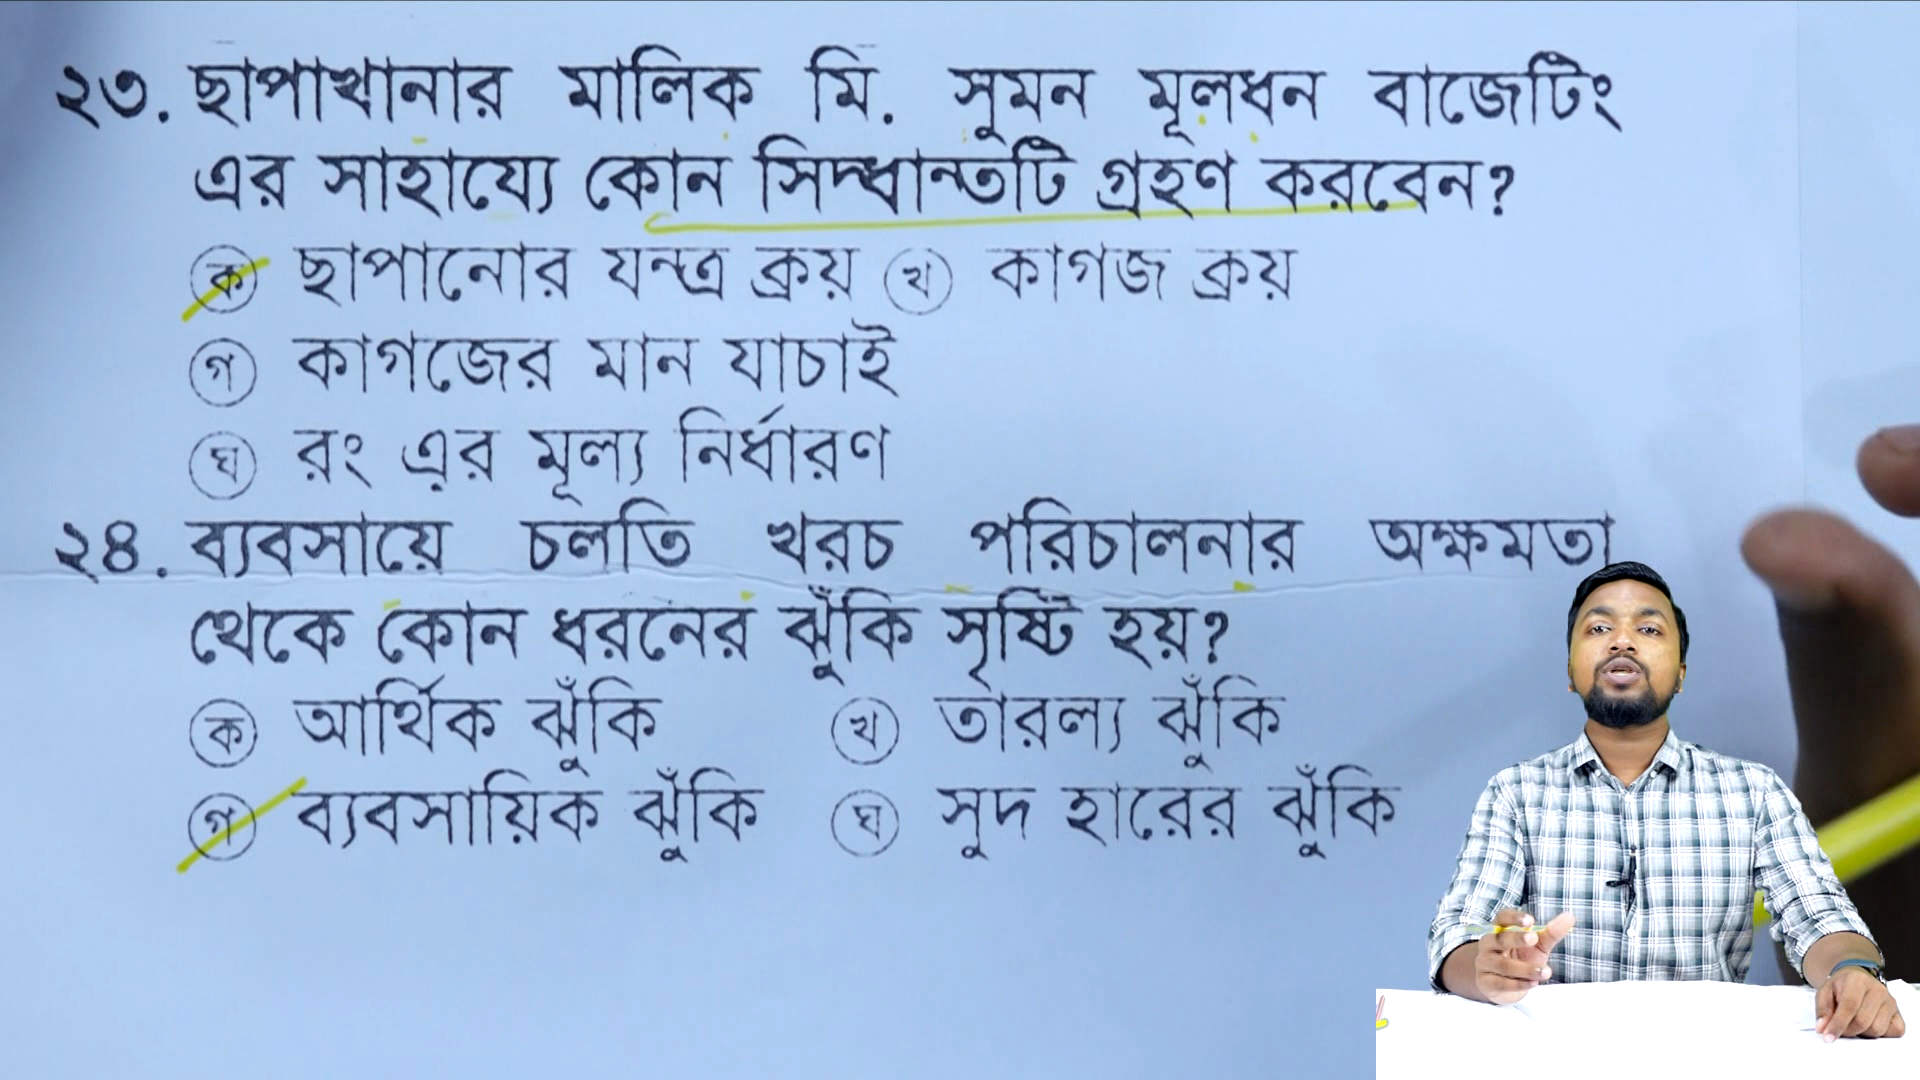 ২৩. ছাপাখানার মালিক মি. সুমন মূলধন বাজেটিং
এর সাহায্যে কোন সিদ্ধান্তটি গ্রহণ করবেন?
ক ছাপানোর যন্ত্র ক্রয় খ কাগজ ক্রয়
গ কাগজের মান যাচাই
ঘ রং এর মূল্য নির্ধারণ
২৪. ব্যবসায়ে চলতি খরচ পরিচালনার অক্ষমতা
থেকে কোন ধরনের ঝুঁকি সৃষ্টি হয়?
ক আর্থিক ঝুঁকি খ তারল্য ঝুঁকি
গ ব্যবসায়িক ঝুঁকি ঘ সুদ হারের ঝুঁকি